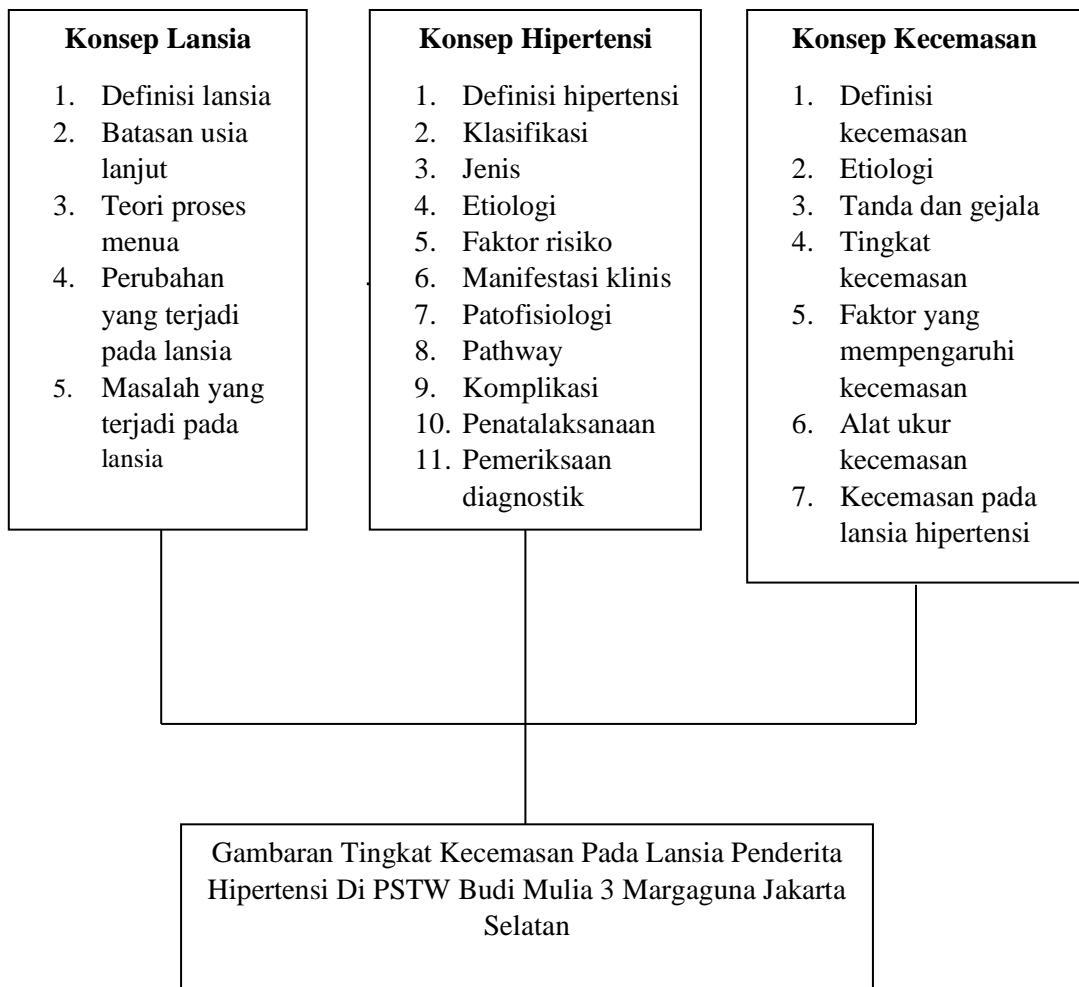 Konsep Lansia
1. Definisi lansia
2. Batasan usia
lanjut
3. Teori proses
menua
4. Perubahan
yang terjadi
pada lansia
5. Masalah yang
terjadi pada
lansia
Konsep Hipertensi
1. Definisi hipertensi
2. Klasifikasi
3. Jenis
4. Etiologi
5. Faktor risiko
6. Manifestasi klinis
7. Patofisiologi
8. Pathway
9. Komplikasi
10. Penatalaksanaan
11. Pemeriksaan
diagnostik
Konsep Kecemasan
1. Definisi
kecemasan
2. Etiologi
3. Tanda dan gejala
4. Tingkat
kecemasan
5. Faktor yang
mempengaruhi
kecemasan
6. Alat ukur
kecemasan
7. Kecemasan pada
lansia hipertensi
Gambaran Tingkat Kecemasan Pada Lansia Penderita
Hipertensi Di PSTW Budi Mulia 3 Margaguna Jakarta
Selatan